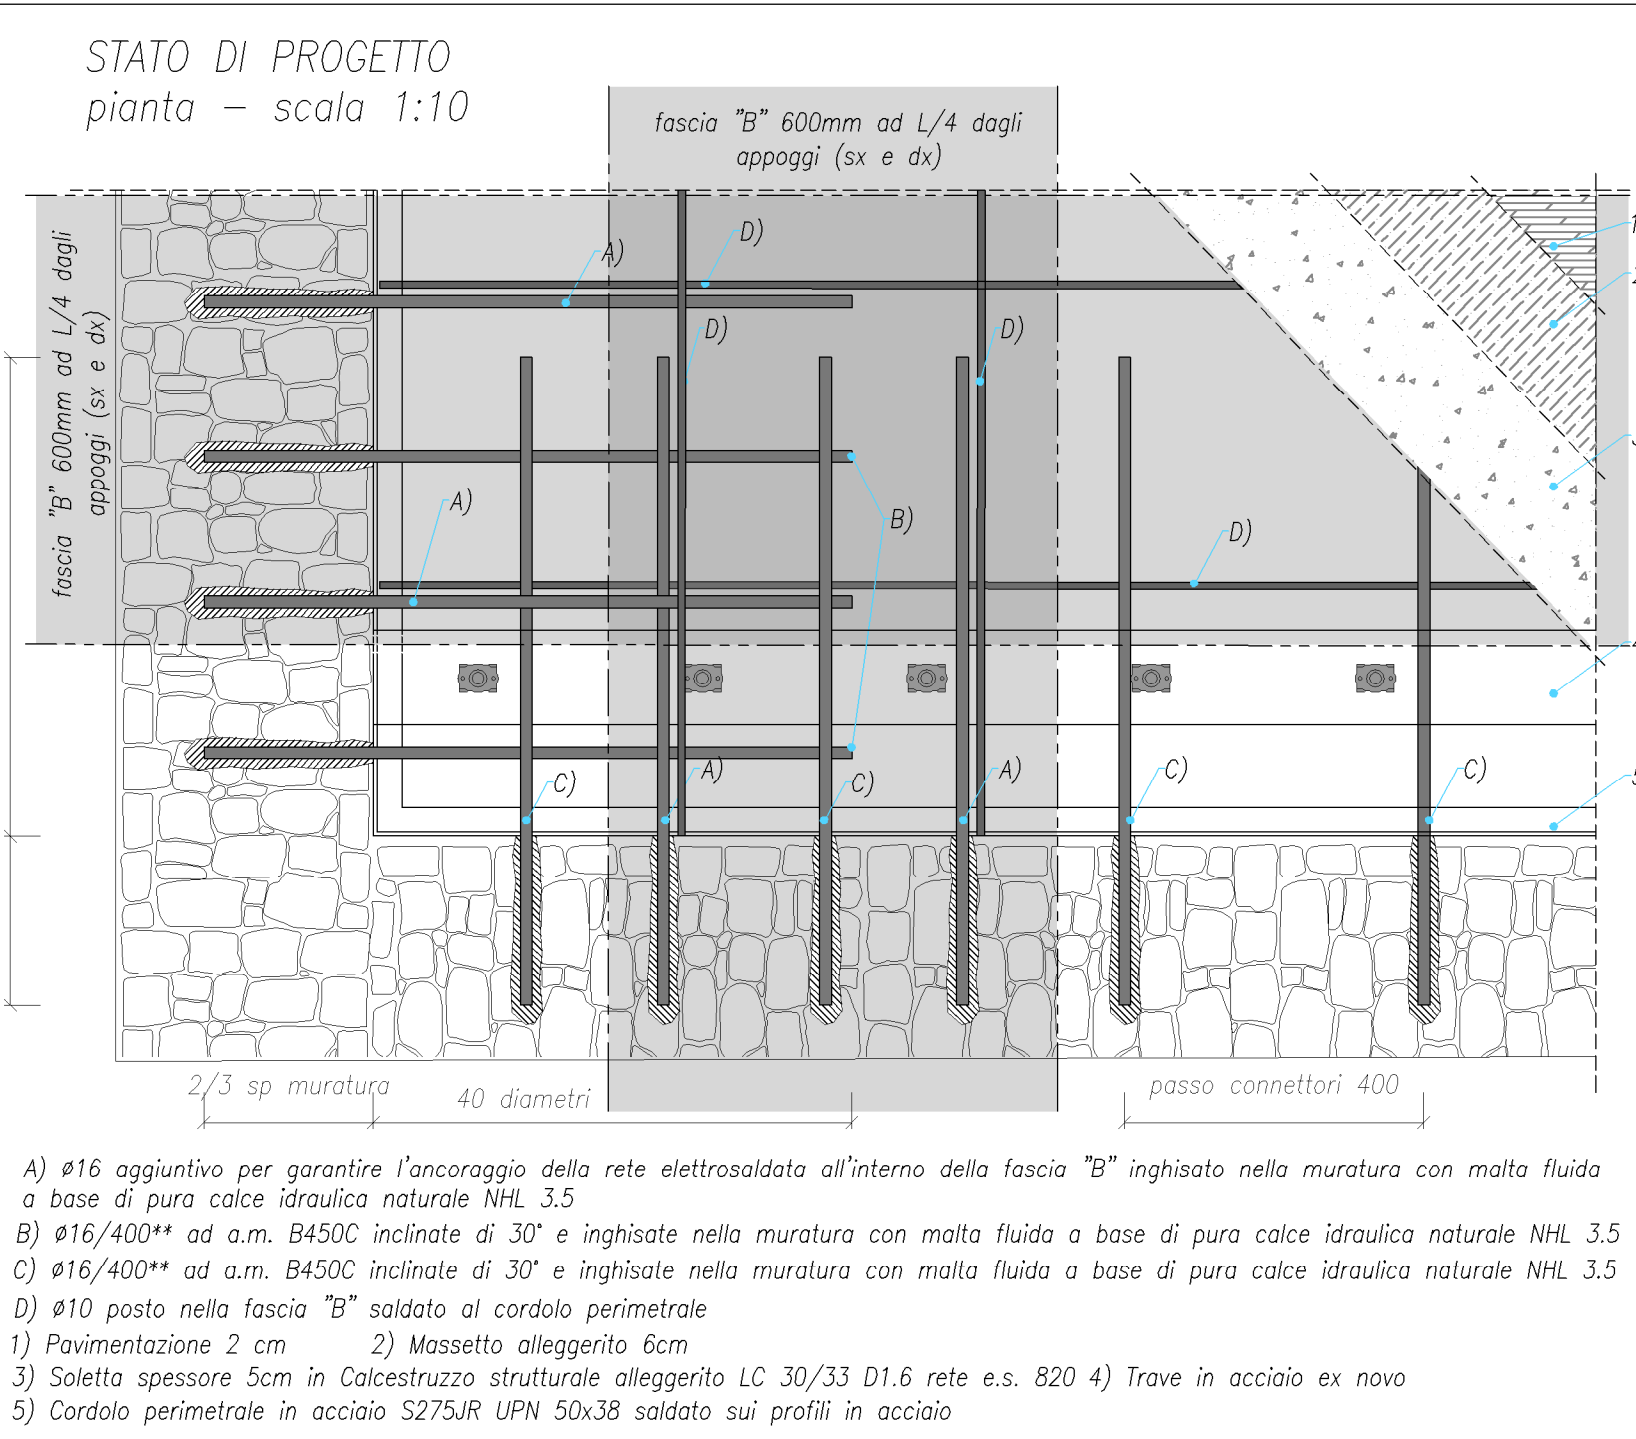 STATO DI PROGETTO
pianta – scala 1:10
fascia "B" 600mm ad L/4 dagli
appoggi (sx e dx)
fascia "B" 600mm ad L/4 dagli
appoggi (sx e dx)
D)
A)
D)
D)
A)
B)
D)
A)
A)
C)
C)
C)
C)
1
2
3
4
5
2/3 sp muratura
40 diametri
passo connettori 400
A) ø16 aggiuntivo per garantire l'ancoraggio della rete elettrosaldata all'interno della fascia "B" inghisato nella muratura con malta fluida
a base di pura calce idraulica naturale NHL 3.5
B) ø16/400** ad a.m. B450C inclinate di 30° e inghisate nella muratura con malta fluida a base di pura calce idraulica naturale NHL 3.5
C) ø16/400** ad a.m. B450C inclinate di 30° e inghisate nella muratura con malta fluida a base di pura calce idraulica naturale NHL 3.5
D) ø10 posto nella fascia "B" saldato al cordolo perimetrale
1) Pavimentazione 2 cm 2) Massetto alleggerito 6cm
3) Soletta spessore 5cm in Calcestruzzo strutturale alleggerito LC 30/33 D1.6 rete e.s. 820 4) Trave in acciaio ex novo
5) Cordolo perimetrale in acciaio S275JR UPN 50x38 saldato sui profili in acciaio